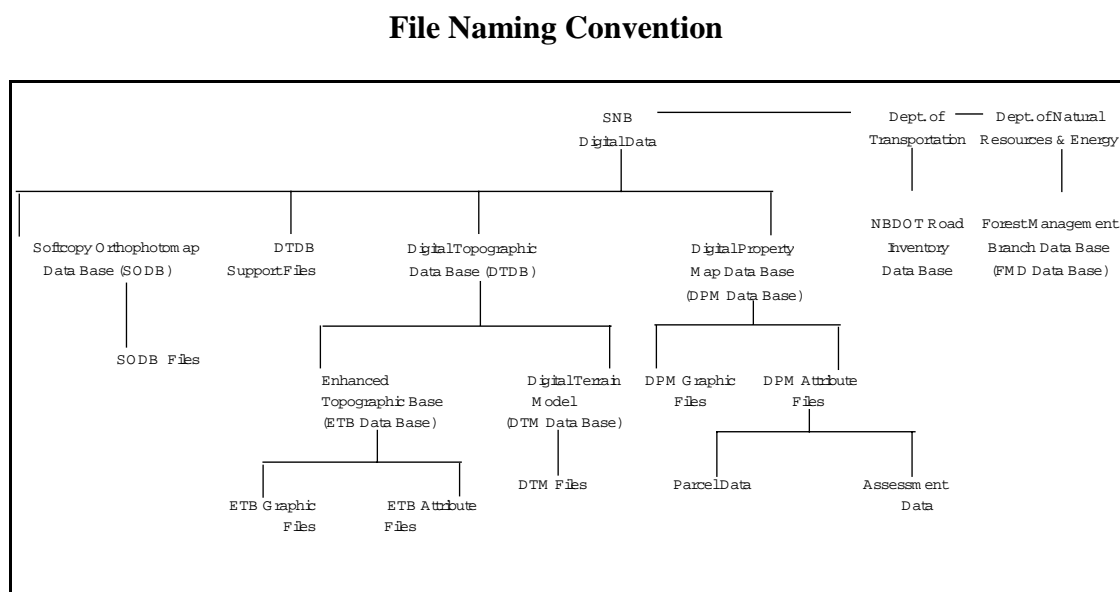 File Naming Convention
SNB
Digital Data
Dept. of
Transportation
Dept. of Natural
Resources & Energy
Softcopy Orthophotomap
Data Base (SODB)
DTDB
Support Files
Digital Topographic
Data Base (DTDB)
Digital Property
Map Data Base
(DPM Data Base)
NBDOT Road
Inventory
Data Base
Forest Management
Branch Data Base
(FMD Data Base)
SODB Files
Enhanced
Topographic Base
(ETB Data Base)
Digital Terrain
Model
(DTM Data Base)
DPM Graphic
Files
DPM Attribute
Files
ETB Graphic
Files
ETB Attribute
Files
DTM Files
Parcel Data
Assessment
Data